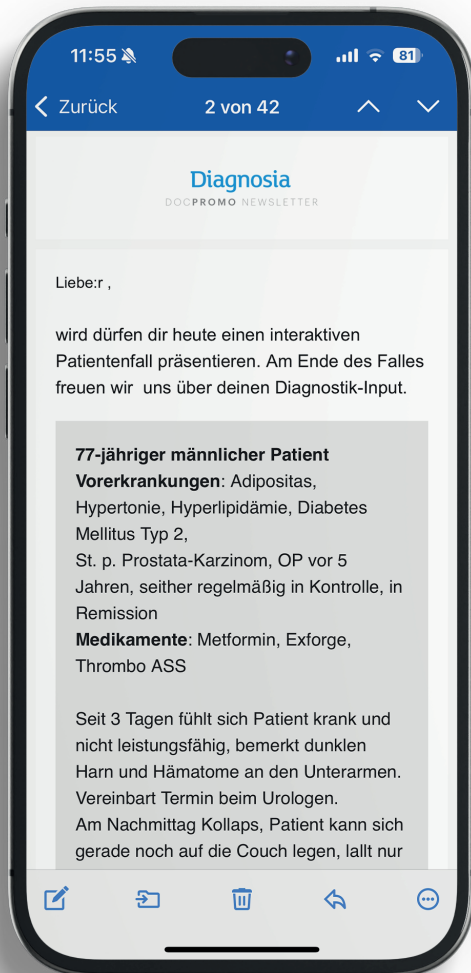 11:55
81
Zurück
2 von 42
Diagnosia
DOCPROMO NEWSLETTER
Liebe:r ,
wird dürfen dir heute einen interaktiven
Patientenfall präsentieren. Am Ende des Falles
freuen wir uns über deinen Diagnostik-Input.
77-jähriger männlicher Patient
Vorerkrankungen: Adipositas,
Hypertonie, Hyperlipidämie, Diabetes
Mellitus Typ 2,
St. p. Prostata-Karzinom, OP vor 5
Jahren, seither regelmäßig in Kontrolle, in
Remission
Medikamente: Metformin, Exforge,
Thrombo ASS
Seit 3 Tagen fühlt sich Patient krank und
nicht leistungsfähig, bemerkt dunklen
Harn und Hämatome an den Unterarmen.
Vereinbart Termin beim Urologen.
Am Nachmittag Kollaps, Patient kann sich
gerade noch auf die Couch legen, lallt nur